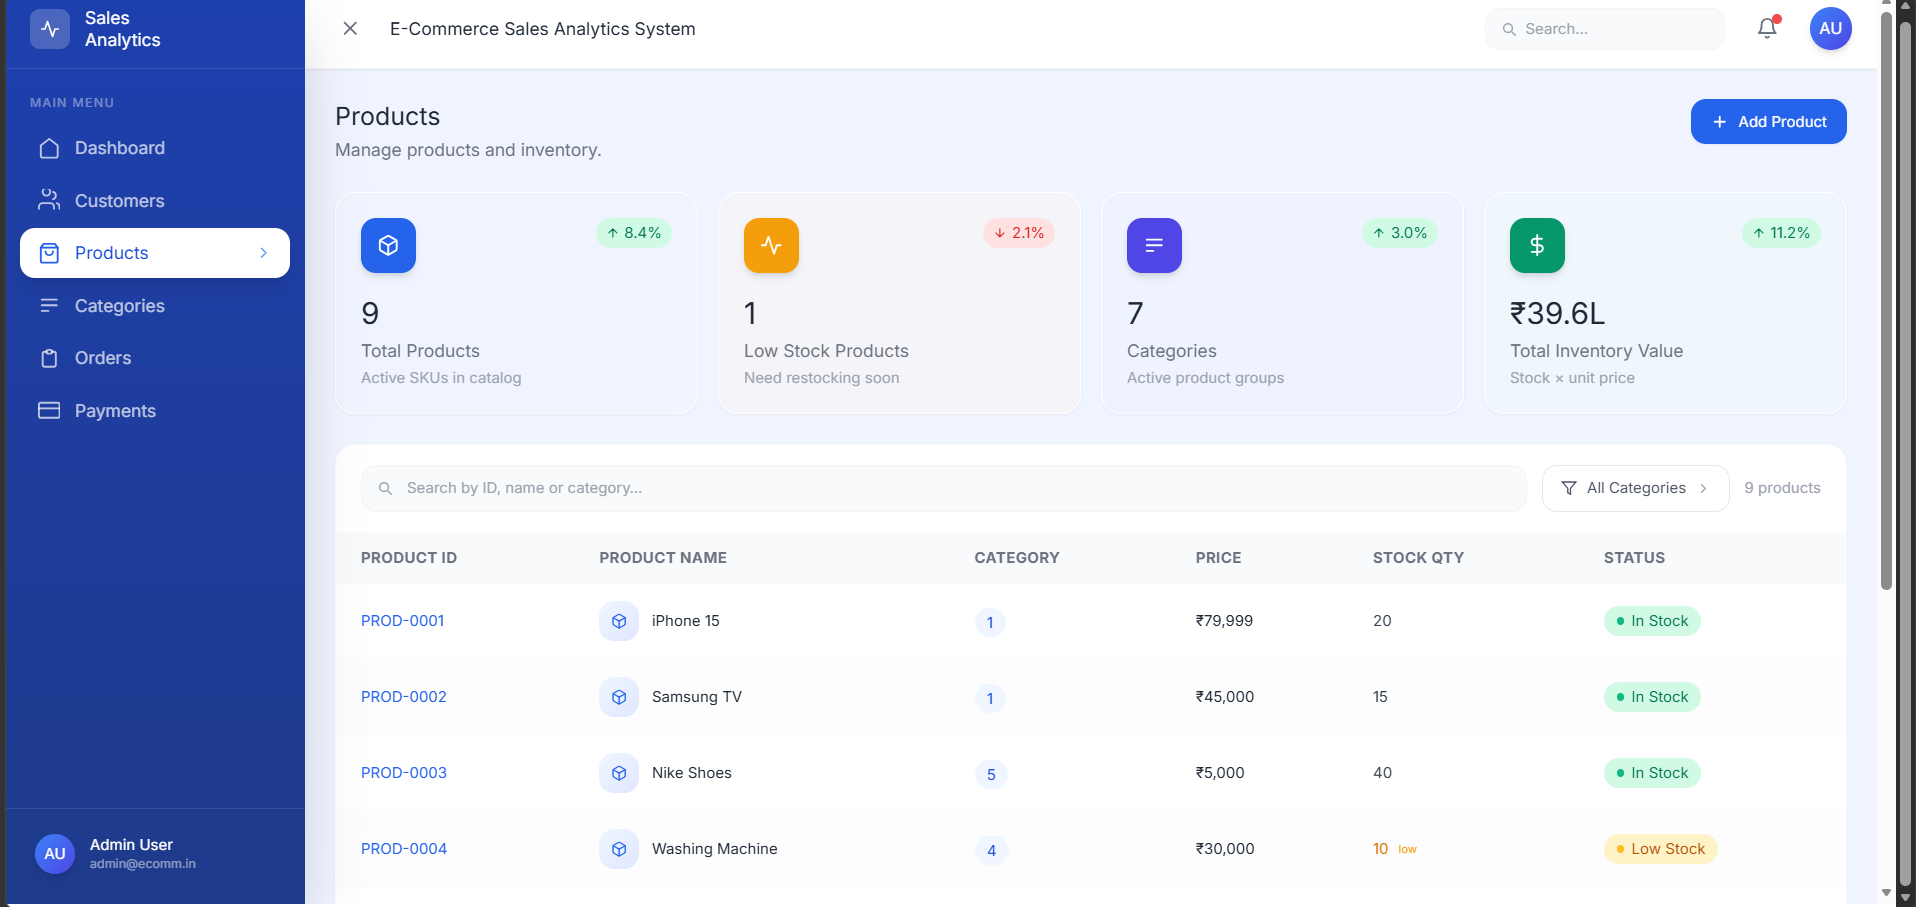 Sales
Analytics
E-Commerce Sales Analytics System
Search...
AU
MAIN MENU
Dashboard
Customers
Products
Categories
Orders
Payments
Admin User
admin@ecomm.in
AU
Products
Manage products and inventory.
+ Add Product
↑ 8.4%
9
Total Products
Active SKUs in catalog
↓ 2.1%
1
Low Stock Products
Need restocking soon
↑ 3.0%
7
Categories
Active product groups
$
↑ 11.2%
₹39.6L
Total Inventory Value
Stock × unit price
Search by ID, name or category...
All Categories
9 products
PRODUCT ID PRODUCT NAME CATEGORY PRICE STOCK QTY STATUS
PROD-0001 iPhone 15 1 ₹79,999 20 In Stock
PROD-0002 Samsung TV 1 ₹45,000 15 In Stock
PROD-0003 Nike Shoes 5 ₹5,000 40 In Stock
PROD-0004 Washing Machine 4 ₹30,000 10 low Low Stock